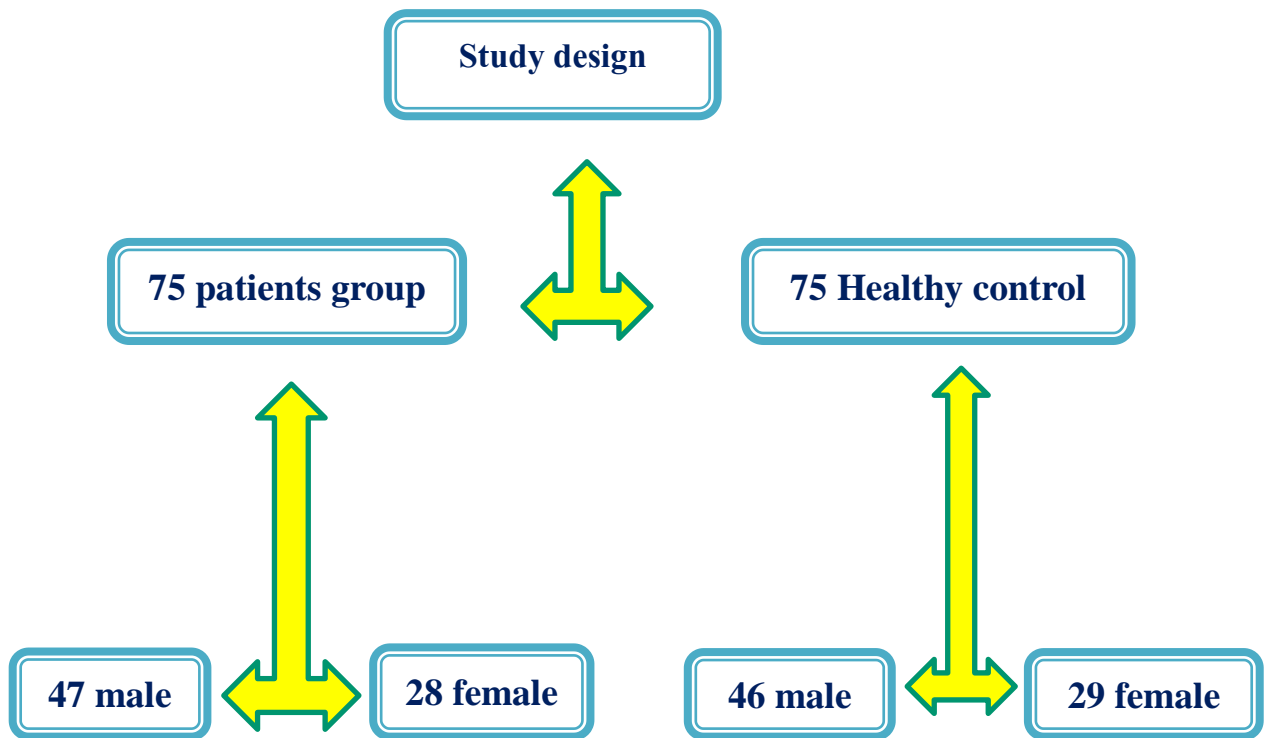 Study design
75 patients group
75 Healthy control
47 male
28 female
46 male
29 female